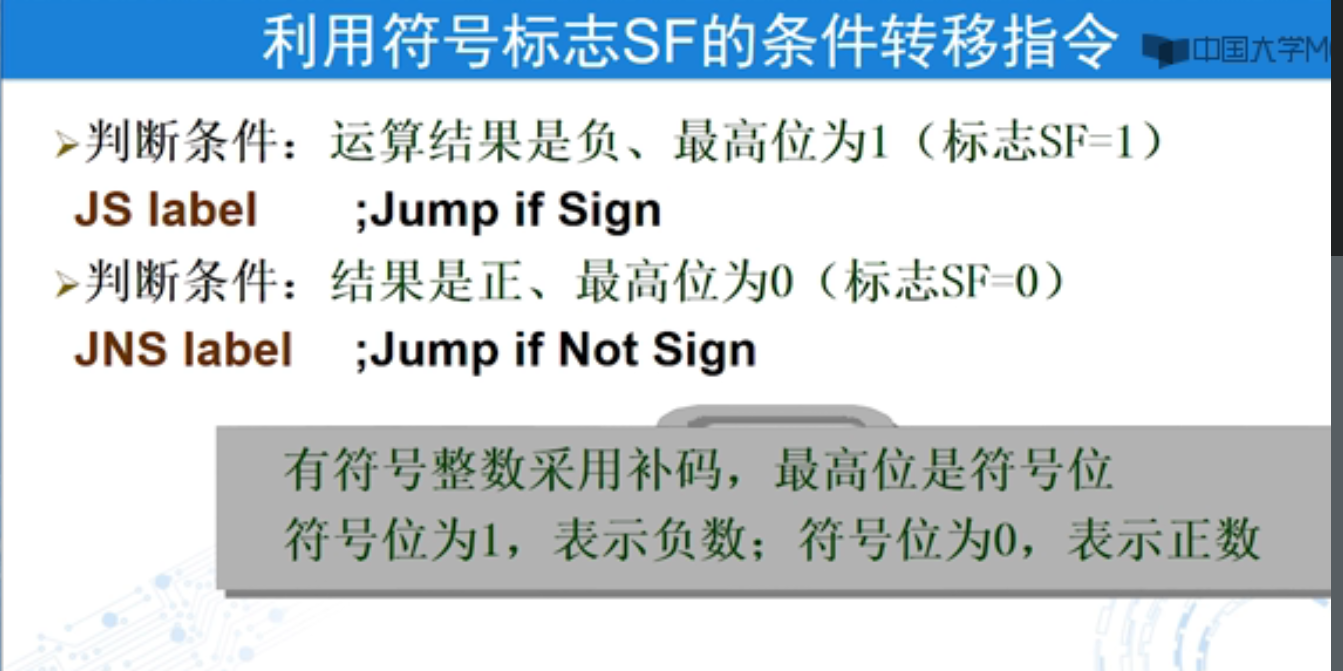 利用符号标志SF的条件转移指令
中国大学M
判断条件：运算结果是负、最高位为1（标志SF=1）
JS label ;Jump if Sign
判断条件：结果是正、最高位为0（标志SF=0）
JNS label ;Jump if Not Sign
有符号整数采用补码，最高位是符号位
符号位为1，表示负数；符号位为0，表示正数